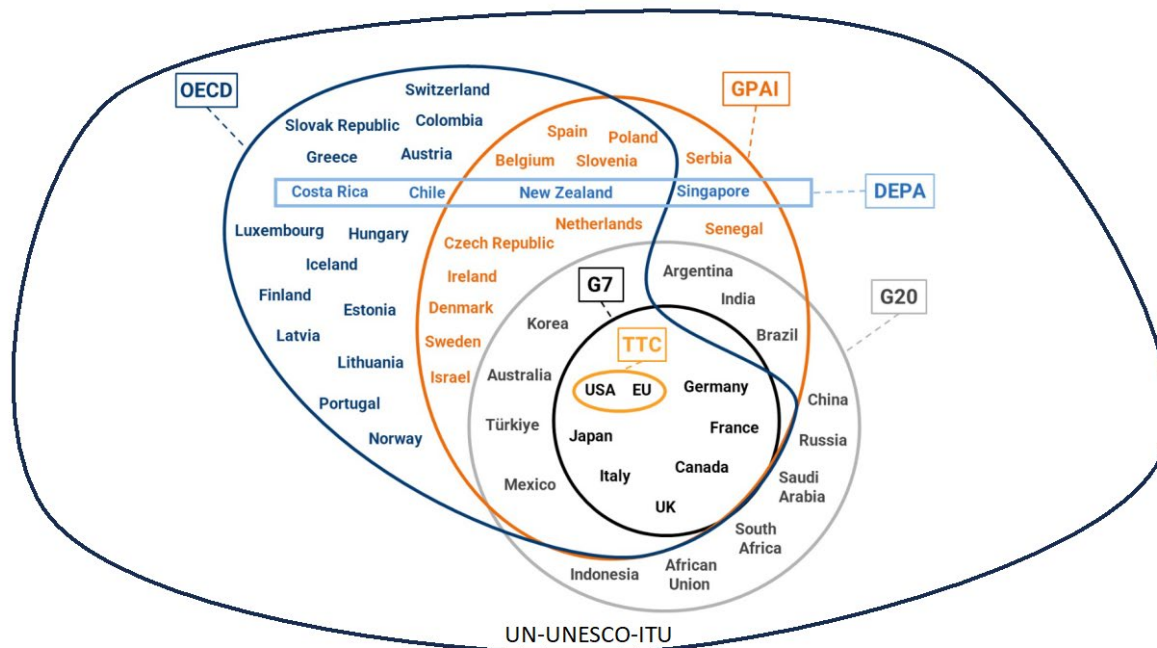 OECD
Switzerland
GPAI
Slovak Republic
Colombia
Spain
Poland
Greece
Austria
Belgium
Slovenia
Serbia
Costa Rica
Chile
New Zealand
Singapore
DEPA
Luxembourg
Hungary
Netherlands
Senegal
Czech Republic
Iceland
Ireland
G7
Argentina
Finland
Estonia
Denmark
India
G20
Korea
Latvia
Sweden
TTC
Brazil
Lithuania
Israel
Australia
USA
EU
Germany
China
Portugal
Norway
Türkiye
Japan
France
Russia
Mexico
Italy
Canada
Saudi
Arabia
UK
South
Africa
Indonesia
African
Union
UN-UNESCO-ITU